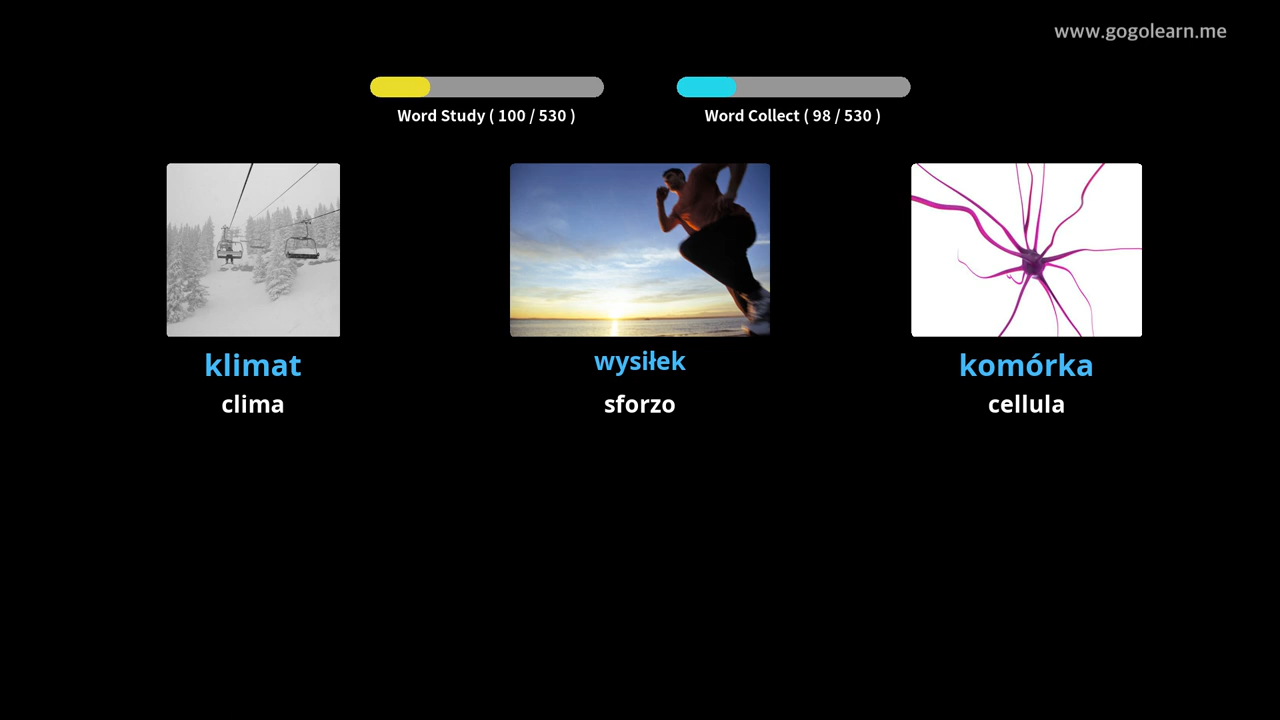 www.gogolearn.me
Word Study ( 100 / 530 )
Word Collect ( 98 / 530 )
klimat
clima
wysiłek
sforzo
komórka
cellula